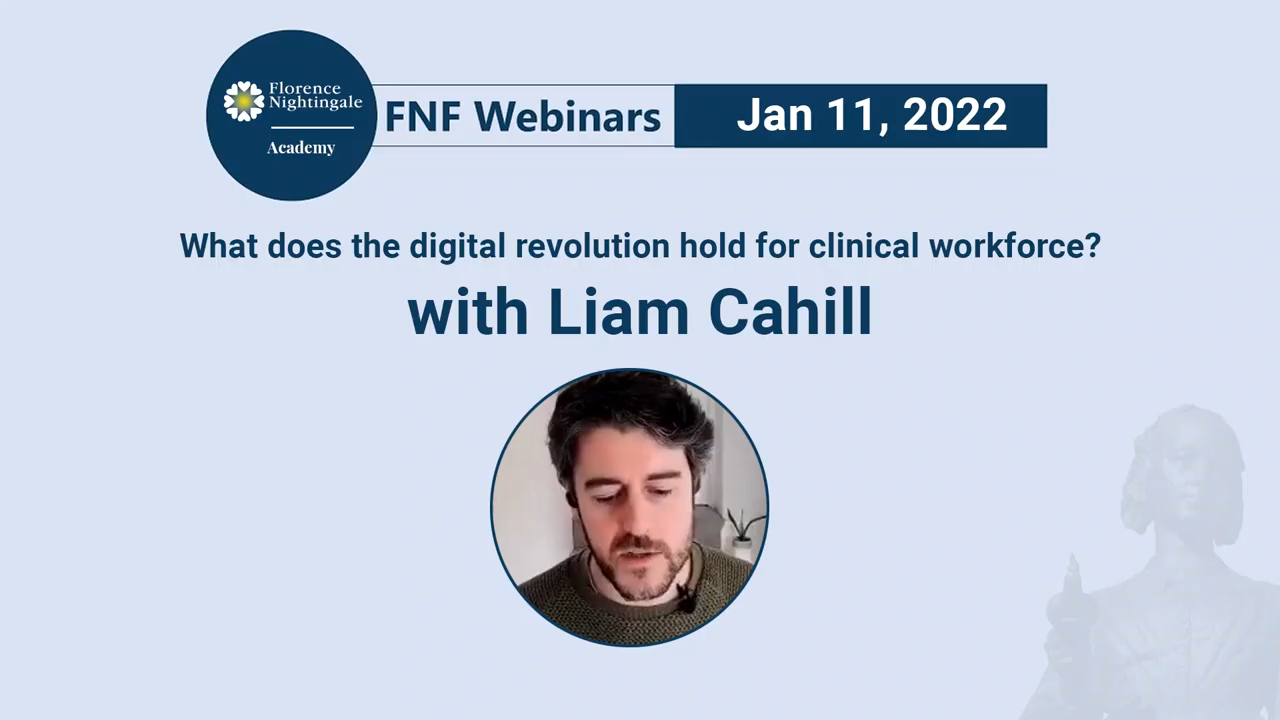 Florence
Nightingale
Academy
FNF Webinars
Jan 11, 2022
What does the digital revolution hold for clinical workforce?
with Liam Cahill